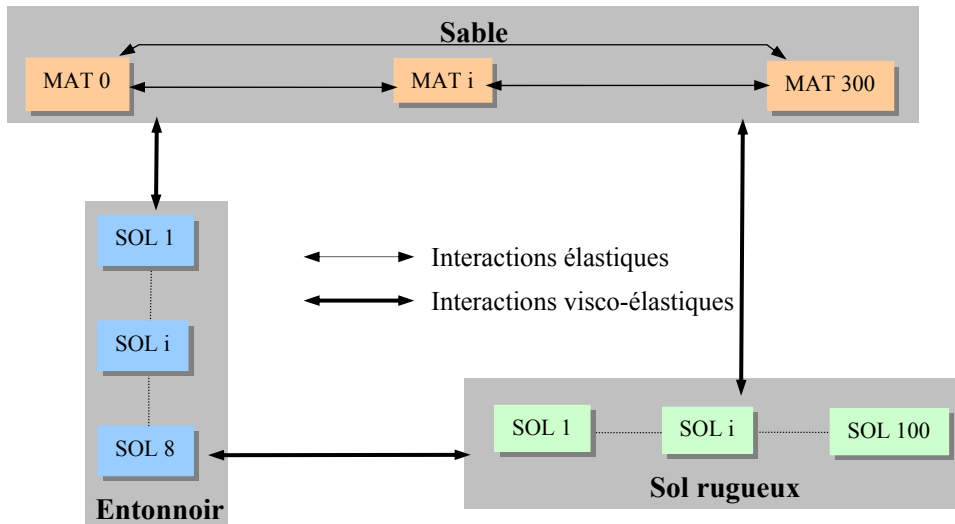 Sable
MAT 0
MAT i
MAT 300
SOL 1
SOL i
SOL 8
Entonnoir
Interactions élastiques
Interactions visco-élastiques
SOL 1
SOL i
SOL 100
Sol rugueux